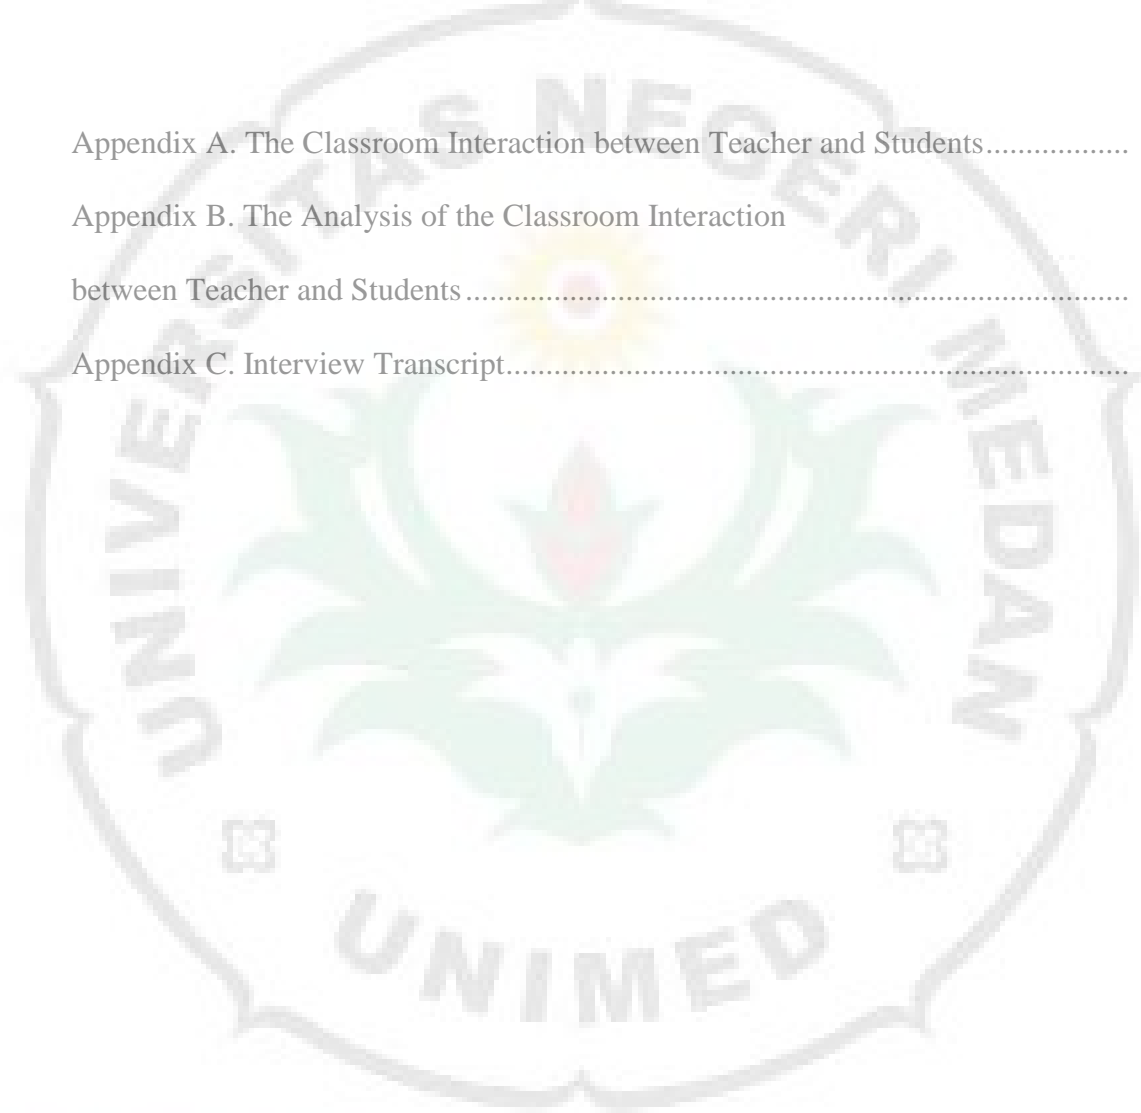 Appendix A. The Classroom Interaction between Teacher and Students..................
Appendix B. The Analysis of the Classroom Interaction
between Teacher and Students..................................................................................
Appendix C. Interview Transcript.............................................................................
UNIVERSITAS NEGERI MEDAN
UNIMED